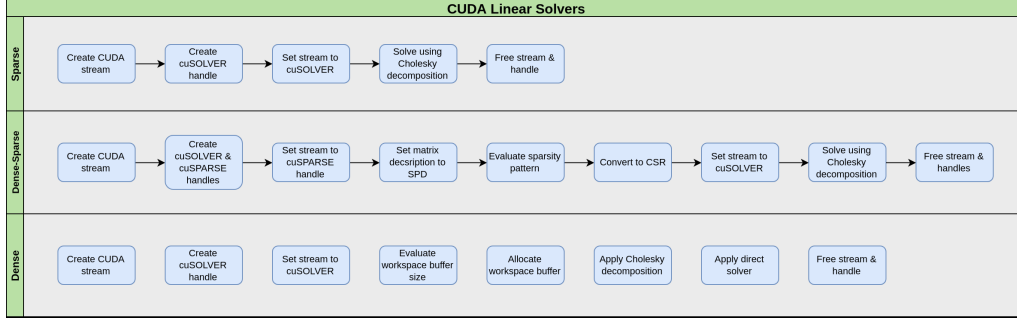 CUDA Linear Solvers
Sparse
Create CUDA
stream
Create
cuSOLVER
handle
Set stream to
cuSOLVER
Solve using
Cholesky
decomposition
Free stream &
handle
Dense-Sparse
Create CUDA
stream
Create
cuSOLVER &
cuSPARSE
handles
Set stream to
cuSPARSE
handle
Set matrix
decsription to
SPD
Evaluate sparsity
pattern
Convert to CSR
Set stream to
cuSOLVER
Solve using
Cholesky
decomposition
Free stream &
handles
Dense
Create CUDA
stream
Create
cuSOLVER
handle
Set stream to
cuSOLVER
Evaluate
workspace buffer
size
Allocate
workspace buffer
Apply Cholesky
decomposition
Apply direct
solver
Free stream &
handle